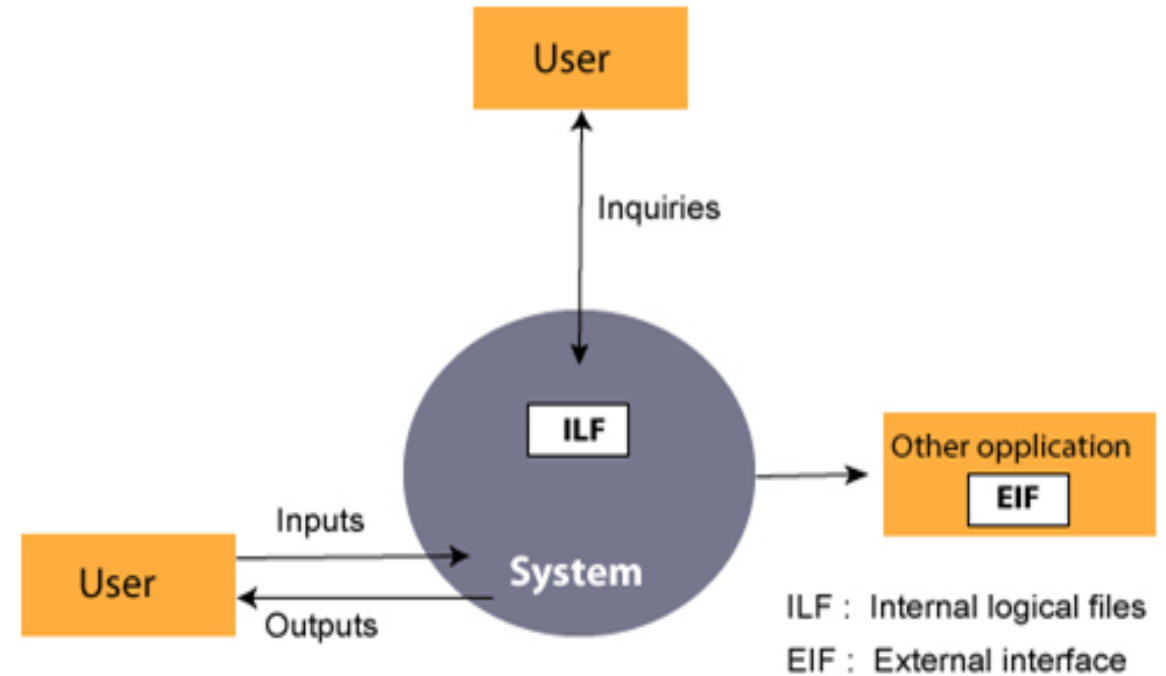 User
Inquiries
ILF
Other opplication
EIF
Inputs
User
System
Outputs
ILF : Internal logical files
EIF : External interface